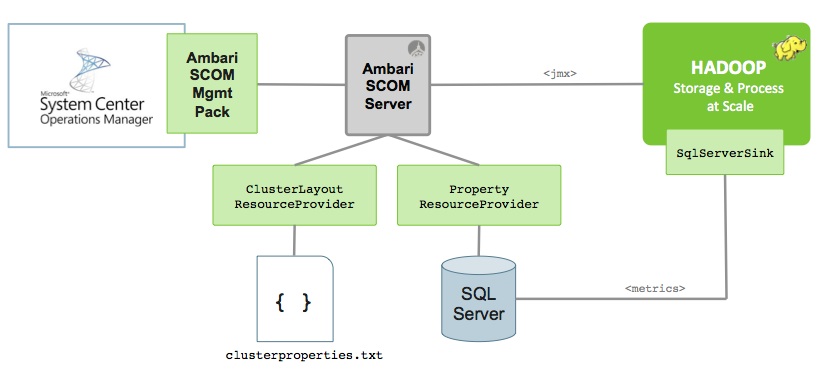 Microsoft
System Center
Operations Manager
Ambari
SCOM
Mgmt
Pack
Ambari
SCOM
Server
<jmx>
HADOOP
Storage & Process
at Scale
SqlServerSink
ClusterLayout
ResourceProvider
Property
ResourceProvider
{ }
SQL
Server
<metrics>
clusterproperties.txt